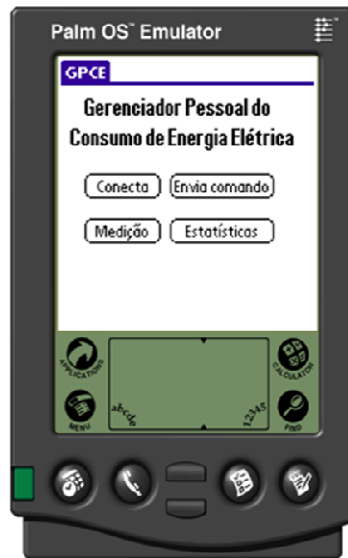 Palm OS™ Emulator
GPCE
Gerenciador Pessoal do
Consumo de Energia Elétrica
Conecta Envia comando
Medição Estatísticas
APPLICATIONS
CALCULATOR
MENU
abcde
12345
FIND